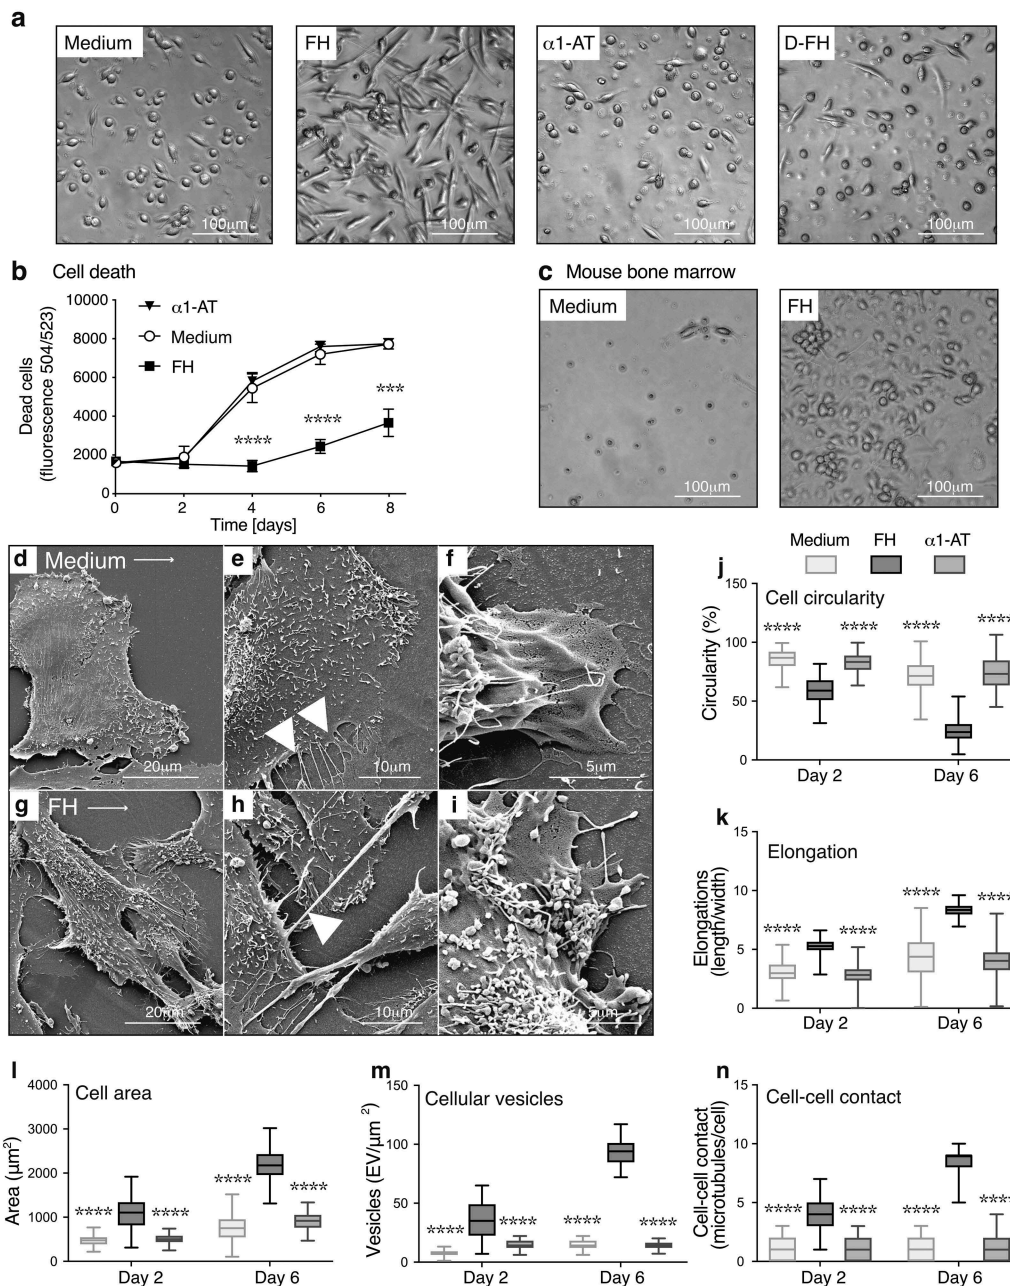 a
Medium
FH
α1-AT
D-FH
100μm
100μm
100μm
100μm
b Cell death
c Mouse bone marrow
Dead cells
(fluorescence 504/523)
10000
8000
6000
4000
2000
0
α1-AT
Medium
FH
****
****
***
0 2 4 6 8
Time [days]
Medium
FH
100μm
100μm
d Medium
e
f
20μm
10μm
5μm
g FH
h
i
20μm
10μm
5μm
Medium FH α1-AT
j
Cell circularity
Circularity (%)
150
100
50
0
**** **** **** ****
Day 2 Day 6
k
Elongation
Elongations
(length/width)
15
10
5
0
**** **** **** ****
Day 2 Day 6
l
Cell area
Area (μm²)
4000
3000
2000
1000
0
**** **** **** ****
Day 2 Day 6
m
Cellular vesicles
Vesicles (EV/μm ²)
150
100
50
0
**** **** **** ****
Day 2 Day 6
n
Cell-cell contact
Cell-cell contact
(microtubules/cell)
15
10
5
0
**** **** **** ****
Day 2 Day 6